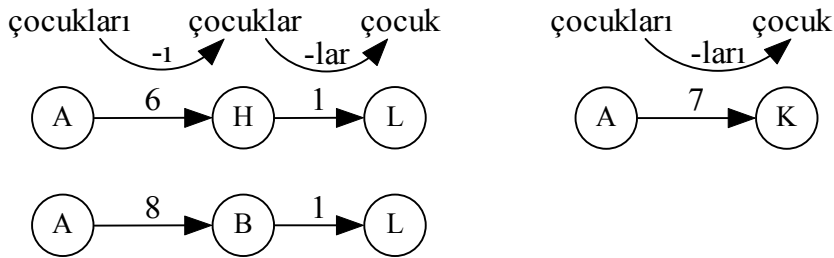 çocukları çocuklar çocuk çocukları çocuk
-ı -lar -ları
6 1 7
A H L A K
8 1
A B L